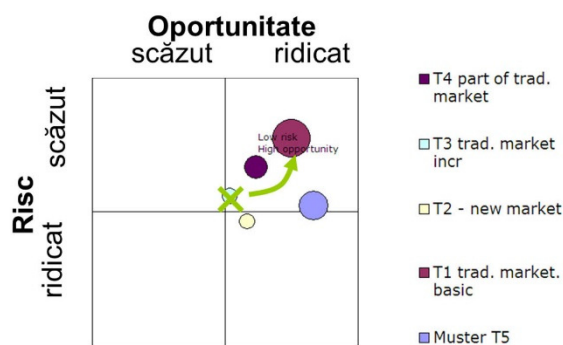 Oportunitate
scăzut ridicat
Risc
scăzut
ridicat
Low risk
High opportunity
T4 part of trad.
market
T3 trad. market
incr
T2 - new market
T1 trad. market.
basic
Muster T5